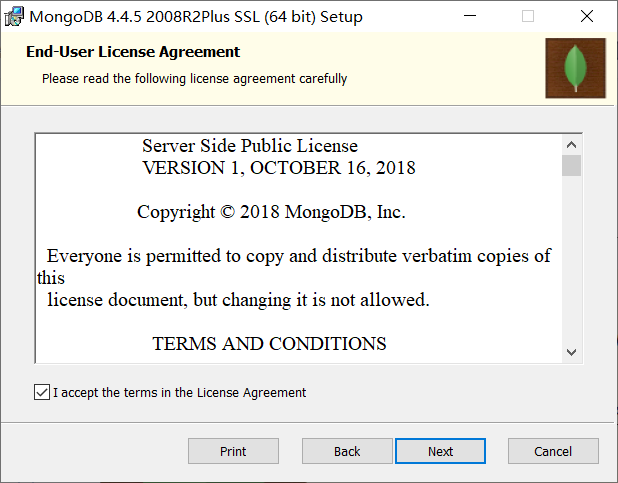 MongoDB 4.4.5 2008R2Plus SSL (64 bit) Setup
End-User License Agreement
Please read the following license agreement carefully
Server Side Public License
VERSION 1, OCTOBER 16, 2018
Copyright © 2018 MongoDB, Inc.
Everyone is permitted to copy and distribute verbatim copies of
this
license document, but changing it is not allowed.
TERMS AND CONDITIONS
I accept the terms in the License Agreement
Print
Back
Next
Cancel